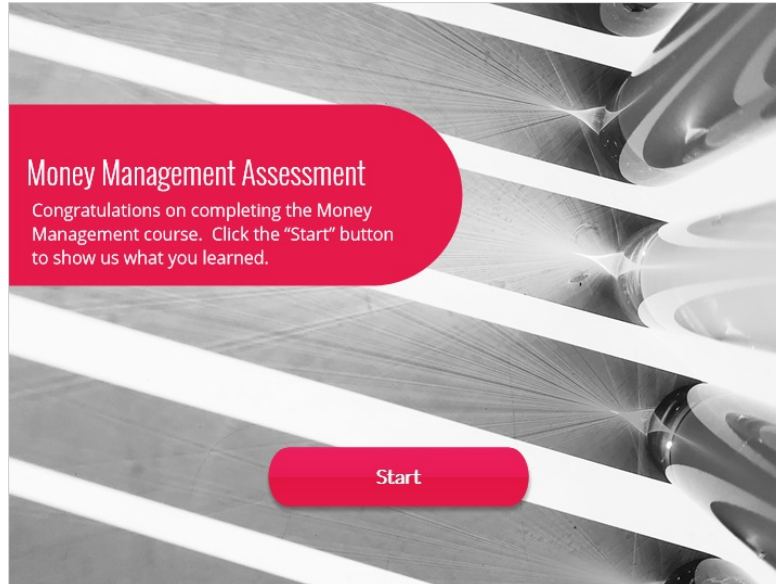 Money Management Assessment
Congratulations on completing the Money
Management course.  Click the “Start” button
to show us what you learned.
Start